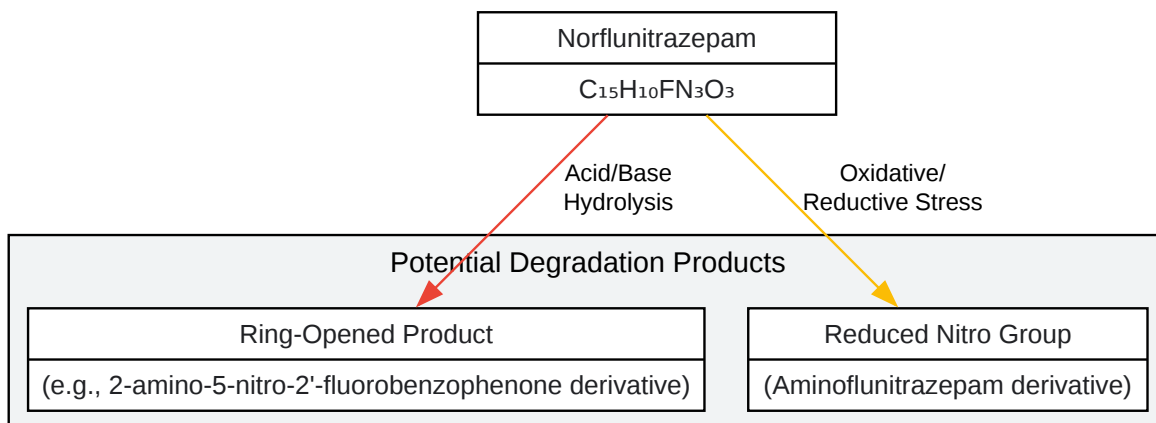 Norflunitrazepam
C₁₅H₁₀FN₃O₃
Acid/Base
Hydrolysis
Oxidative/
Reductive Stress
Potential Degradation Products
Ring-Opened Product
(e.g., 2-amino-5-nitro-2'-fluorobenzophenone derivative)
Reduced Nitro Group
(Aminoflunitrazepam derivative)